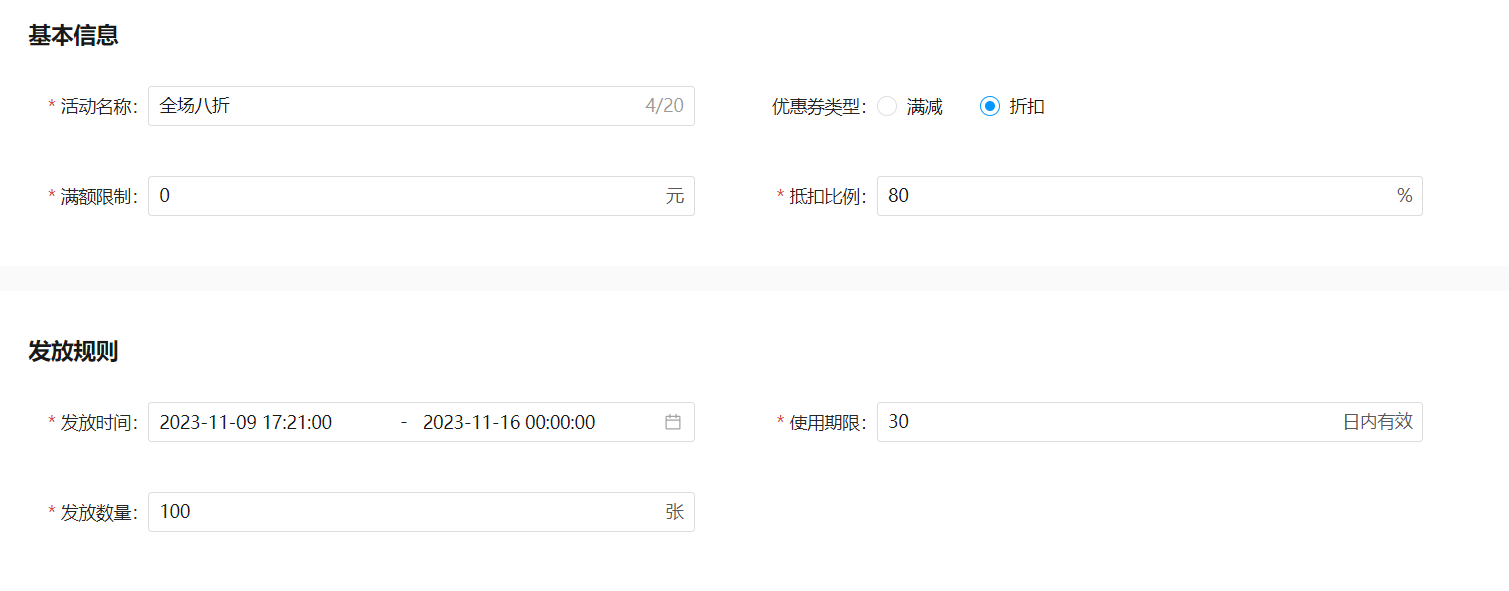 基本信息
* 活动名称: 全场八折 4/20 优惠券类型: 满减 折扣
* 满额限制: 0 元 * 抵扣比例: 80 %
发放规则
* 发放时间: 2023-11-09 17:21:00 - 2023-11-16 00:00:00 * 使用期限: 30 日内有效
* 发放数量: 100 张